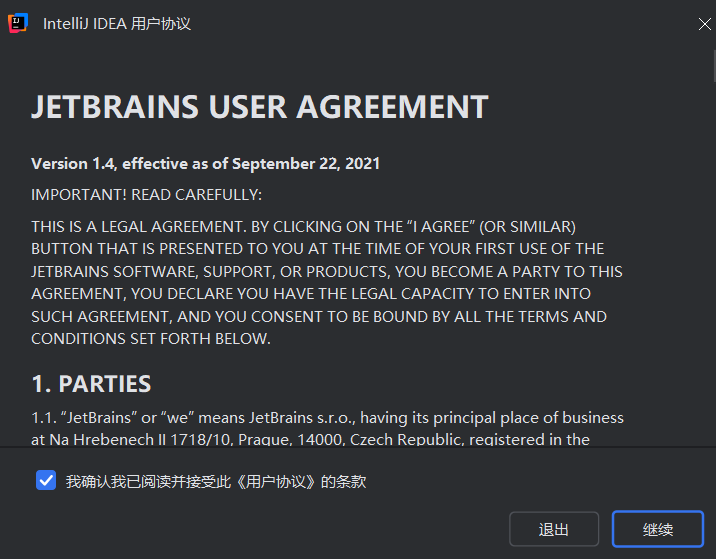 IntelliJ IDEA 用户协议
JETBRAINS USER AGREEMENT
Version 1.4, effective as of September 22, 2021
IMPORTANT! READ CAREFULLY:
THIS IS A LEGAL AGREEMENT. BY CLICKING ON THE “I AGREE” (OR SIMILAR)
BUTTON THAT IS PRESENTED TO YOU AT THE TIME OF YOUR FIRST USE OF THE
JETBRAINS SOFTWARE, SUPPORT, OR PRODUCTS, YOU BECOME A PARTY TO THIS
AGREEMENT, YOU DECLARE YOU HAVE THE LEGAL CAPACITY TO ENTER INTO
SUCH AGREEMENT, AND YOU CONSENT TO BE BOUND BY ALL THE TERMS AND
CONDITIONS SET FORTH BELOW.
1. PARTIES
1.1. “JetBrains” or “we” means JetBrains s.r.o., having its principal place of business
at Na Hrebenech II 1718/10, Prague, 14000, Czech Republic, registered in the
我确认我已阅读并接受此《用户协议》的条款
退出
继续